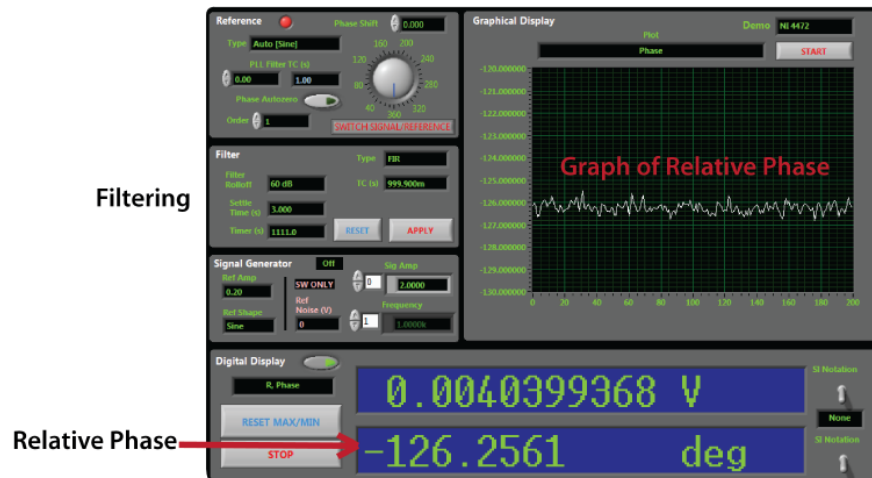 Reference
Phase Shift 0.000
Type Auto [Sine]
PLL Filter TC (s)
0.00 1.00
Phase Autozero
Order 1
40 80 120 160 200 240 280 320 360
SWITCH SIGNAL/REFERENCE
Graphical Display
Demo NI 4472
Plot
Phase
START
-120.000000
-121.000000
-122.000000
-123.000000
-124.000000
-125.000000
-126.000000
-127.000000
-128.000000
-129.000000
-130.000000
0 20 40 60 80 100 120 140 160 180 200
Graph of Relative Phase
Filtering
Filter
Type FIR
Filter
Rolloff 60 dB
TC (s) 999.900m
Settle
Time (s) 3.000
Timer (s) 1111.0
RESET
APPLY
Signal Generator Off
Ref Amp
0.20
Ref Shape
Sine
SW ONLY
Ref
Noise (V)
0
Sig Amp
0 2.0000
Frequency
1 1.0000k
Digital Display
R, Phase
RESET MAX/MIN
STOP
Relative Phase
0.0040399368 V
-126.2561 deg
SI Notation
None
SI Notation